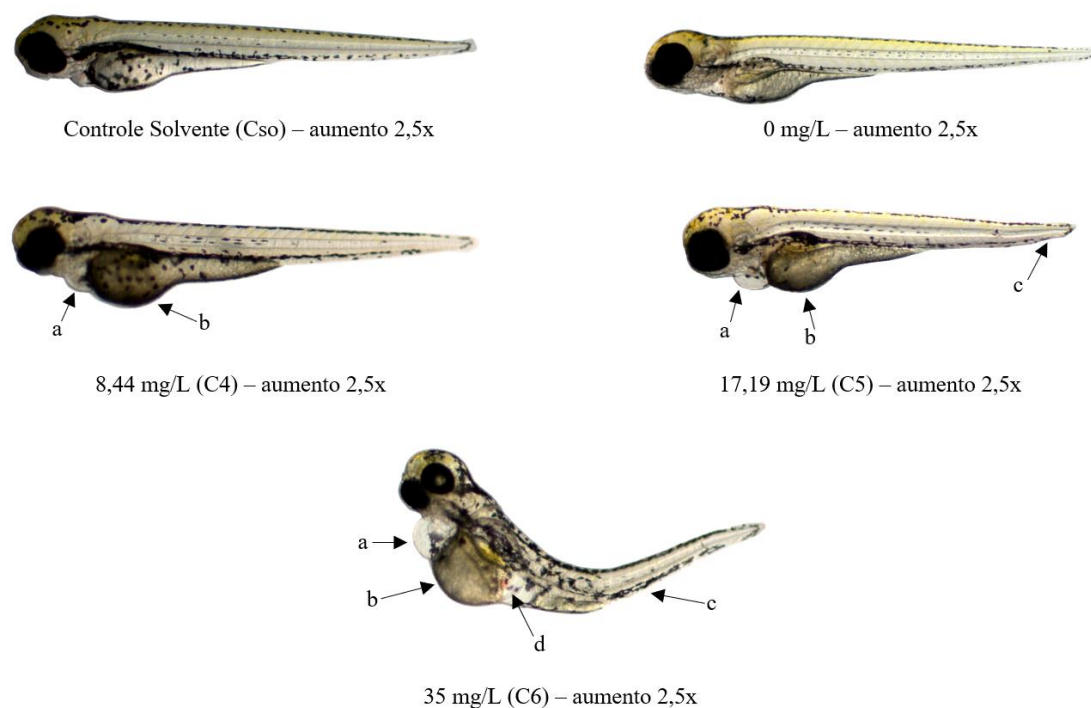 Controle Solvente (Cso) – aumento 2,5x
0 mg/L – aumento 2,5x
a
b
a
b
c
8,44 mg/L (C4) – aumento 2,5x
17,19 mg/L (C5) – aumento 2,5x
a
b
c
d
35 mg/L (C6) – aumento 2,5x